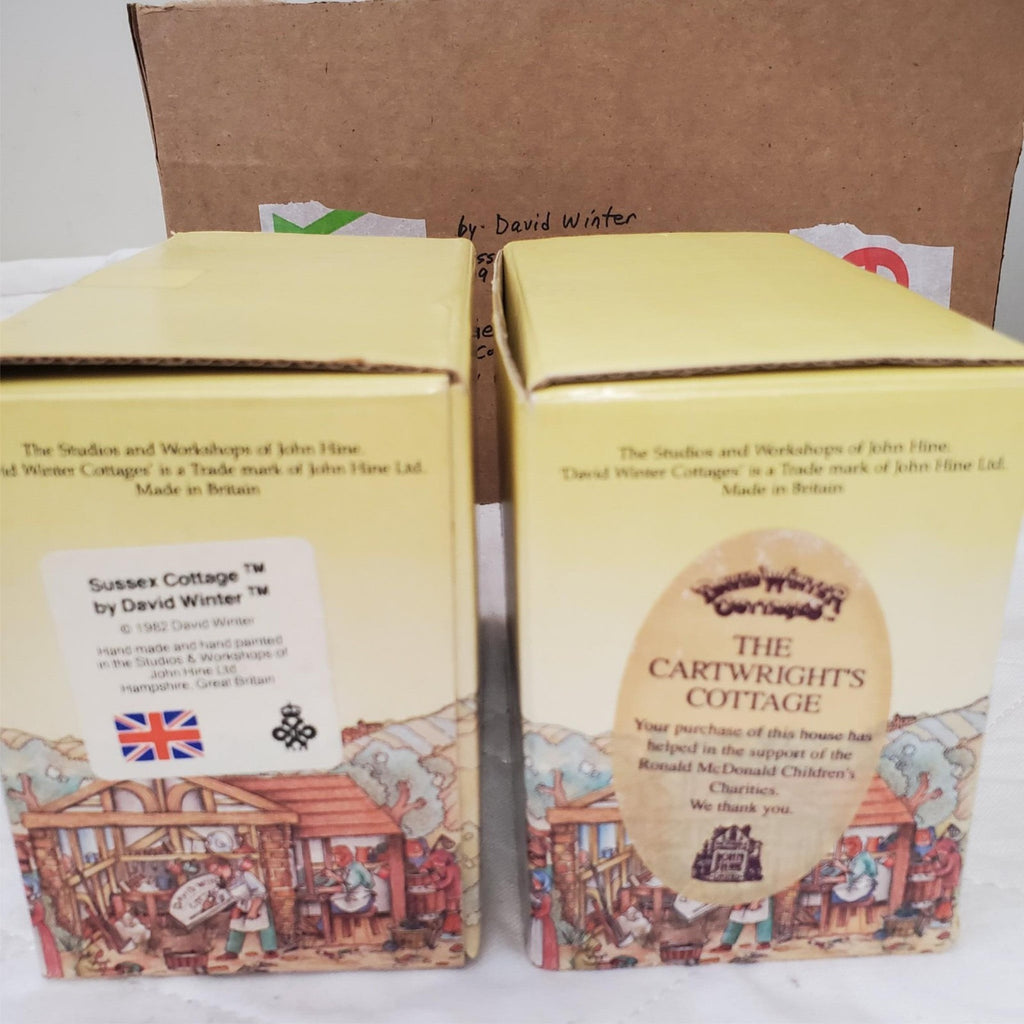 by David Winter
The Studios and Workshops of John Hine.
id Winter Cottages' is a Trade mark of John Hine Ltd.
Made in Britain
Sussex Cottage ™
by David Winter ™
© 1982 David Winter
Hand made and hand painted
in the Studios & Workshops of
John Hine Ltd
Hampshire, Great Britain
The Studios and Workshops of John Hine.
'David Winter Cottages' is a Trade mark of John Hine Ltd.
Made in Britain
DAVID WINTER
COTTAGES
THE
CARTWRIGHT'S
COTTAGE
Your purchase of this house has
helped in the support of the
Ronald McDonald Children's
Charities.
We thank you.